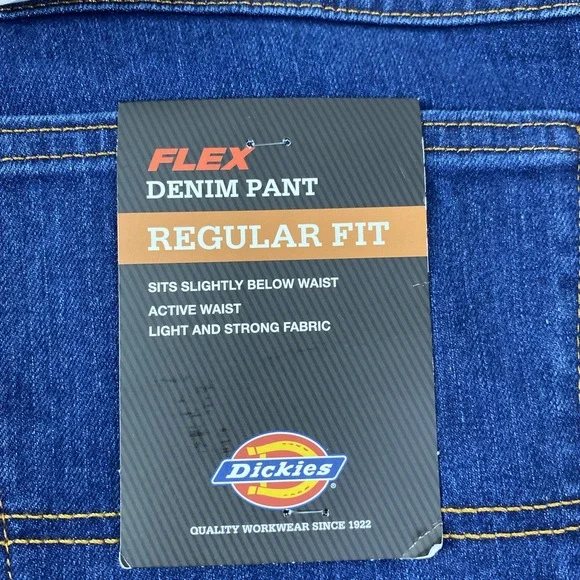 FLEX
DENIM PANT
REGULAR FIT
SITS SLIGHTLY BELOW WAIST
ACTIVE WAIST
LIGHT AND STRONG FABRIC
Dickies
QUALITY WORKWEAR SINCE 1922